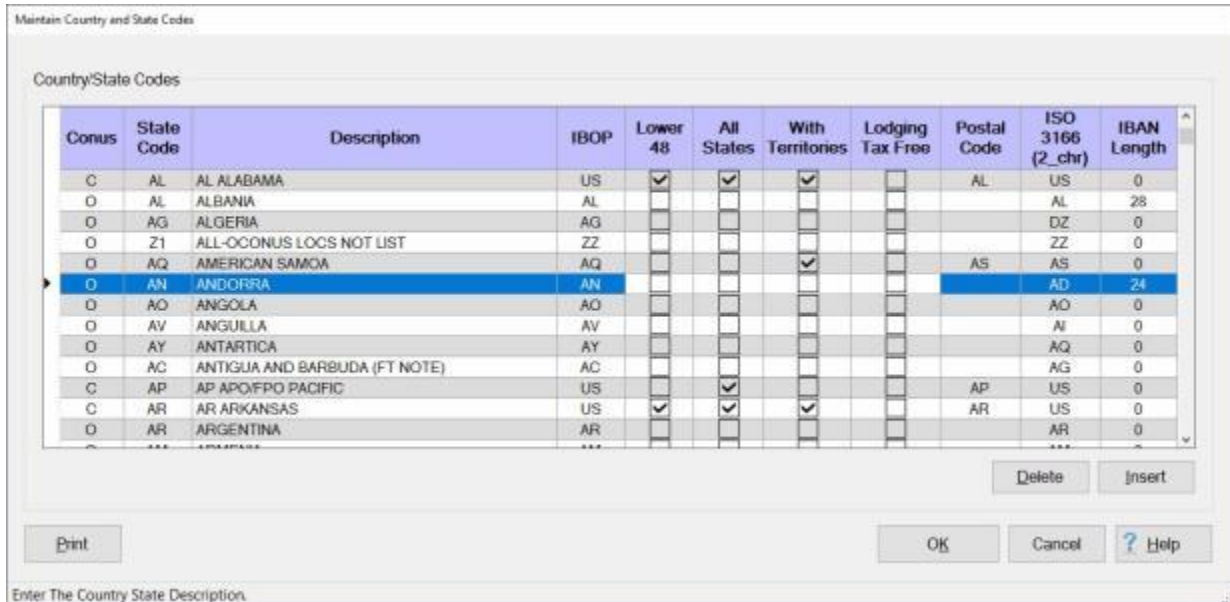 Maintain Country and State Codes
Country/State Codes
Conus State Code Description IBOP Lower 48 All States With Territories Lodging Tax Free Postal Code ISO 3166 (2_chr) IBAN Length
C AL AL ALABAMA US AL US 0
O AL ALBANIA AL AL 28
O AG ALGERIA AG DZ 0
O Z1 ALL-OCONUS LOCS NOT LIST ZZ ZZ 0
O AQ AMERICAN SAMOA AQ AS AS 0
O AN ANDORRA AN AD 24
O AO ANGOLA AO AO 0
O AV ANGUILLA AV AI 0
O AY ANTARTICA AY AQ 0
O AC ANTIGUA AND BARBUDA (FT NOTE) AC AG 0
C AP AP APO/FPO PACIFIC US AP US 0
C AR AR ARKANSAS US AR US 0
O AR ARGENTINA AR AR 0
Delete Insert
Print OK Cancel ? Help
Enter The Country State Description.